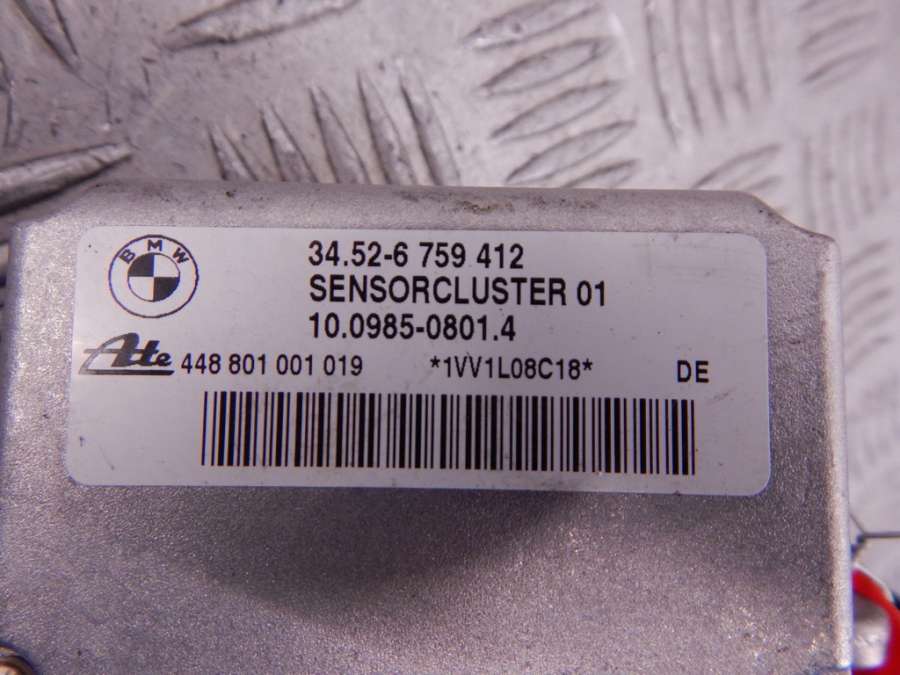 BMW
34.52-6 759 412
SENSORCLUSTER 01
10.0985-0801.4
Ate 448 801 001 019 *1VV1L08C18* DE